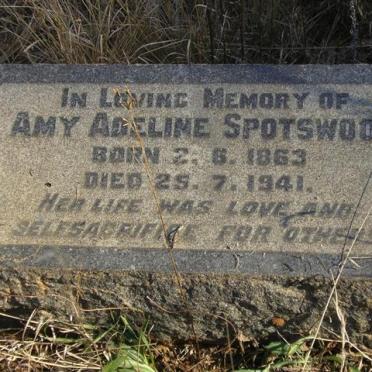 In Loving Memory of
Amy Adeline Spotswoo
Born 2. 6. 1863
Died 25. 7. 1941.
Her life was love and
selfsacrifice for othe